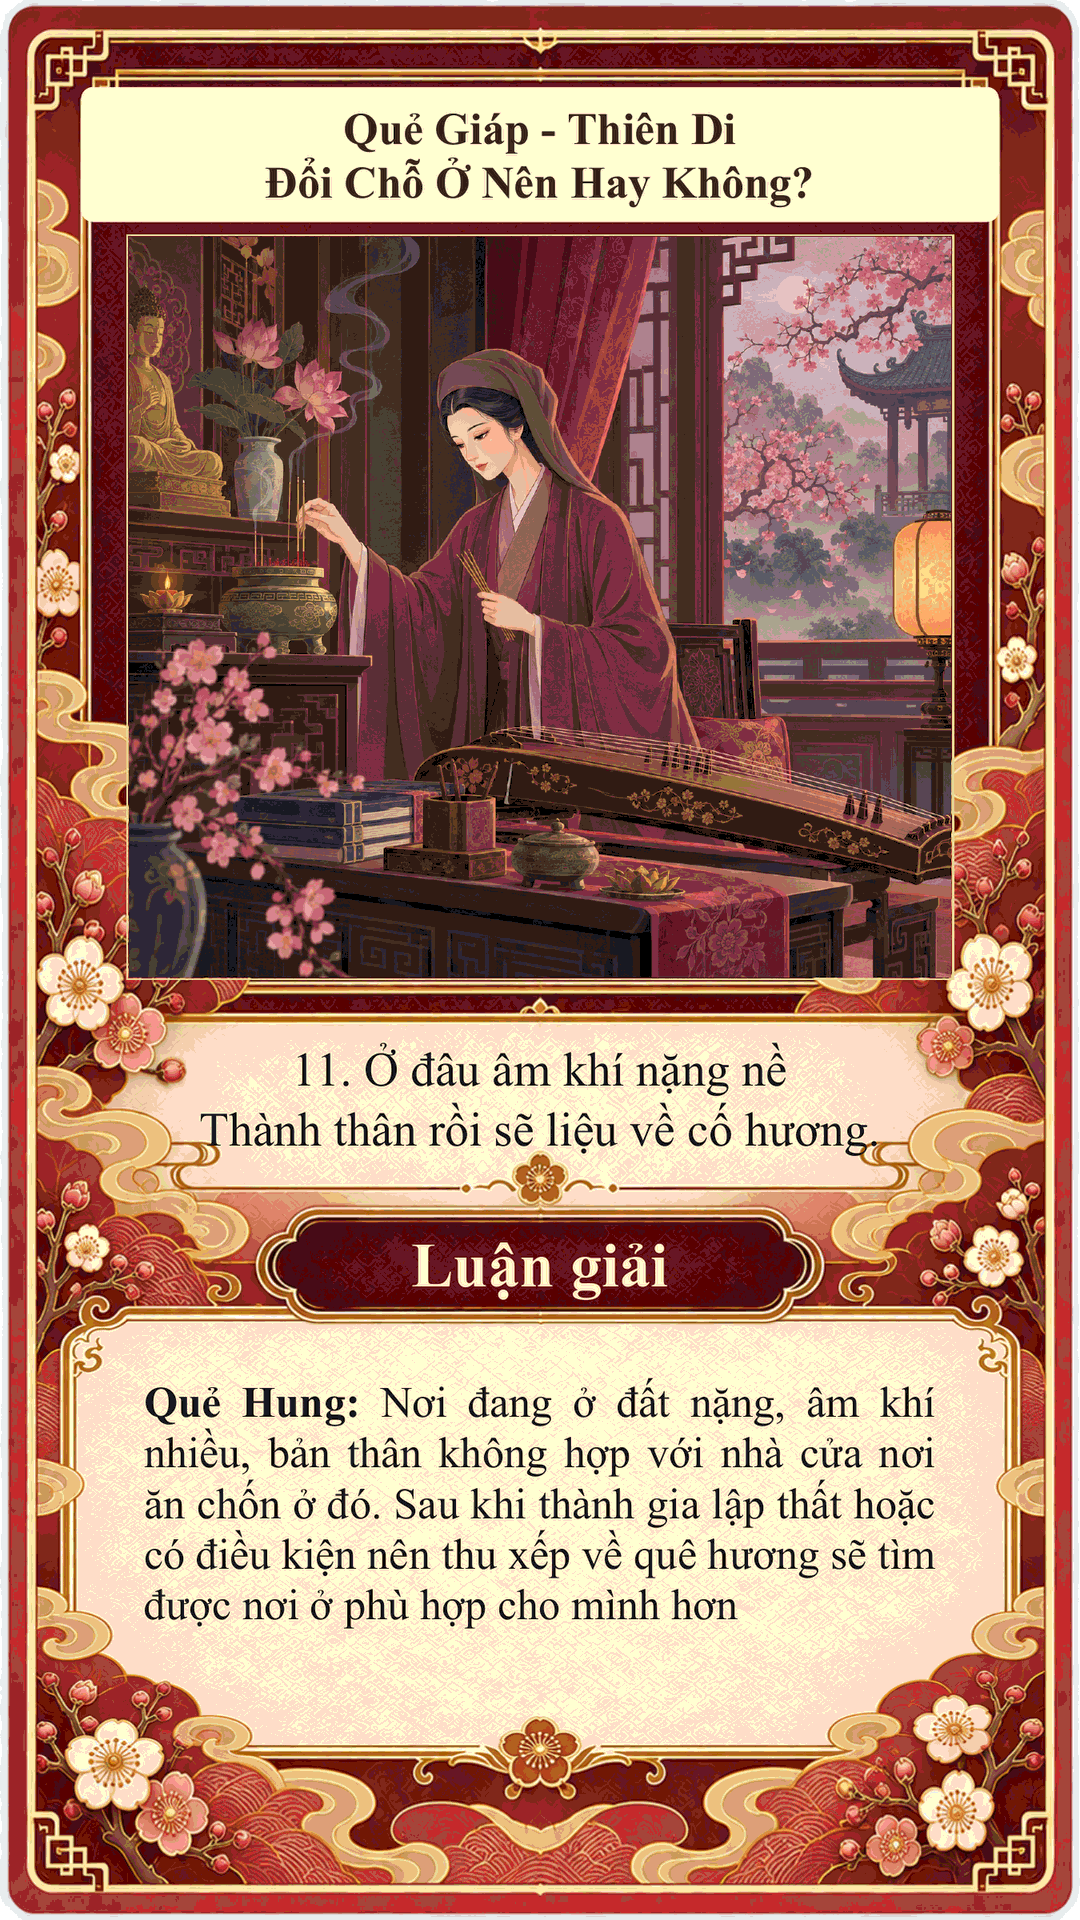 Quẻ Giáp - Thiên Di
Đổi Chỗ Ở Nên Hay Không?
11. Ở đâu âm khí nặng nề
Thành thân rồi sẽ liệu về cố hương.
Luận giải
Quẻ Hung: Nơi đang ở đất nặng, âm khí
nhiều, bản thân không hợp với nhà cửa nơi
ăn chốn ở đó. Sau khi thành gia lập thất hoặc
có điều kiện nên thu xếp về quê hương sẽ tìm
được nơi ở phù hợp cho mình hơn